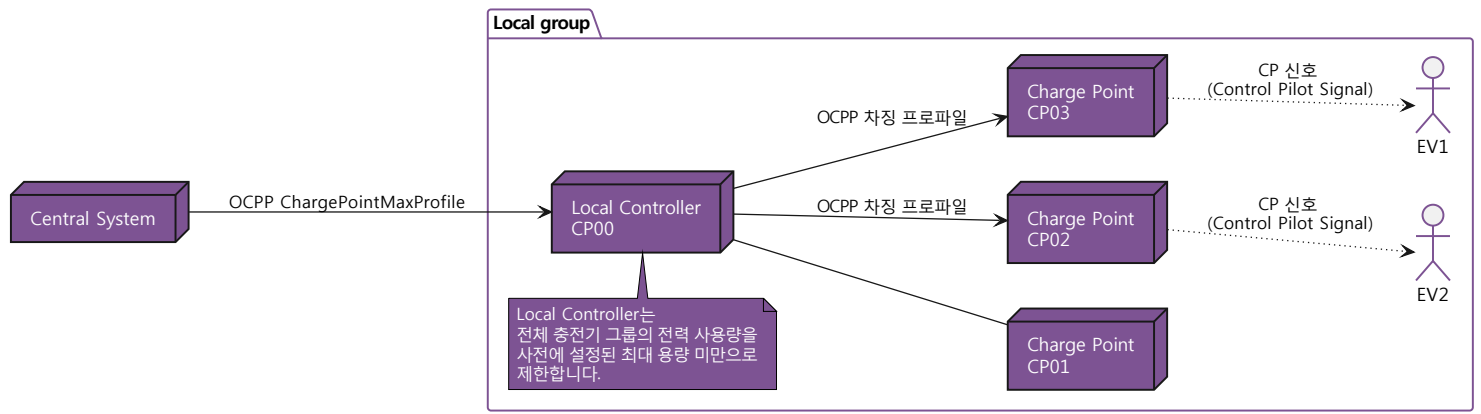 Local group
Central System
OCPP ChargePointMaxProfile
Local Controller
CP00
Local Controller는
전체 충전기 그룹의 전력 사용량을
사전에 설정된 최대 용량 미만으로
제한합니다.
OCPP 차징 프로파일
Charge Point
CP03
CP 신호
(Control Pilot Signal)
EV1
OCPP 차징 프로파일
Charge Point
CP02
CP 신호
(Control Pilot Signal)
EV2
Charge Point
CP01